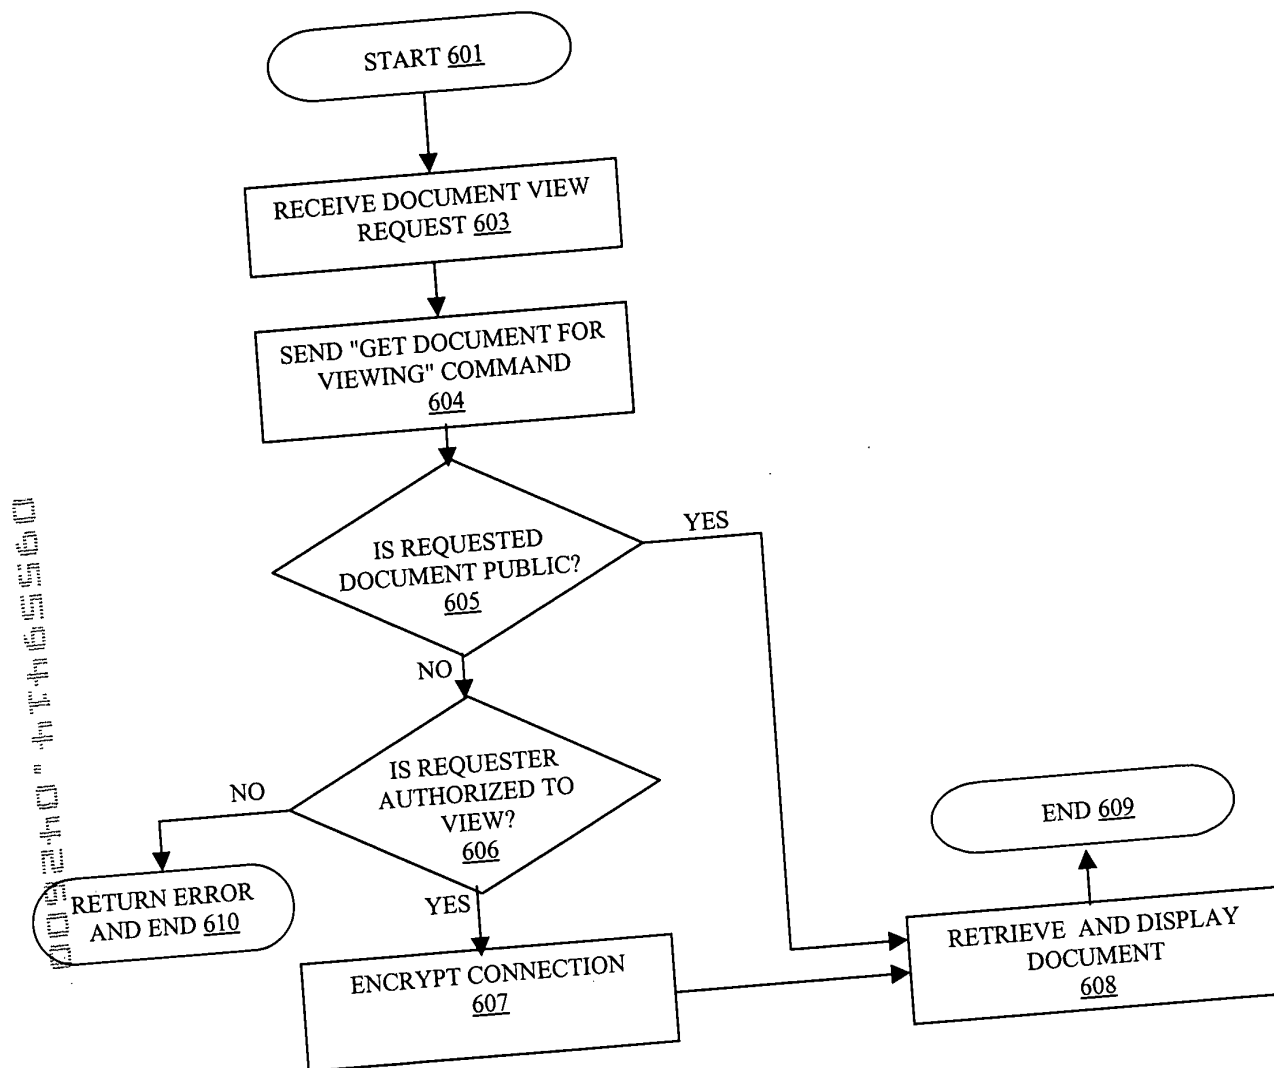 START 601
RECEIVE DOCUMENT VIEW
REQUEST 603
SEND "GET DOCUMENT FOR
VIEWING" COMMAND
604
IS REQUESTED
DOCUMENT PUBLIC?
605
YES
NO
IS REQUESTER
AUTHORIZED TO
VIEW?
606
NO
YES
RETURN ERROR
AND END 610
ENCRYPT CONNECTION
607
RETRIEVE AND DISPLAY
DOCUMENT
608
END 609